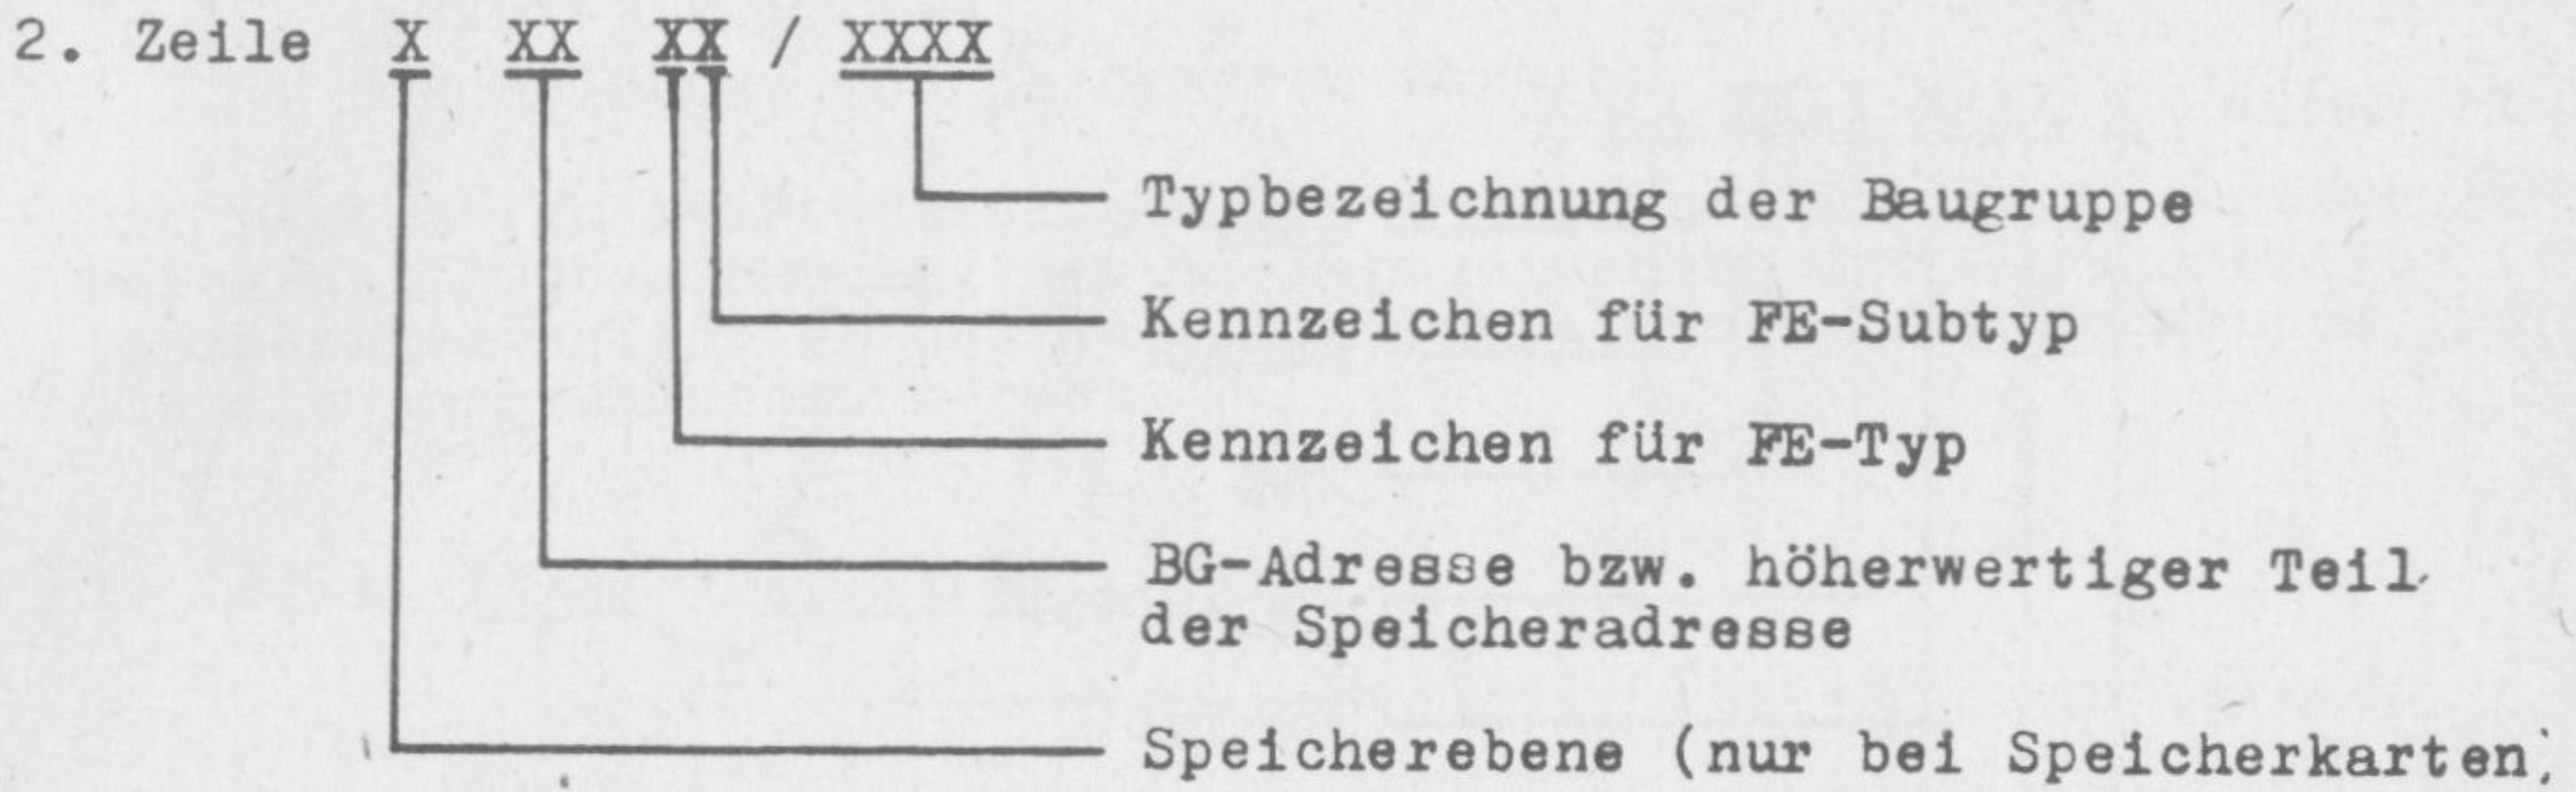 2. Zeile X XX XX / XXXX
Typbezeichnung der Baugruppe
Kennzeichen für FE-Subtyp
Kennzeichen für FE-Typ
BG-Adresse bzw. höherwertiger Teil
der Speicheradresse
Speicherebene (nur bei Speicherkarten)